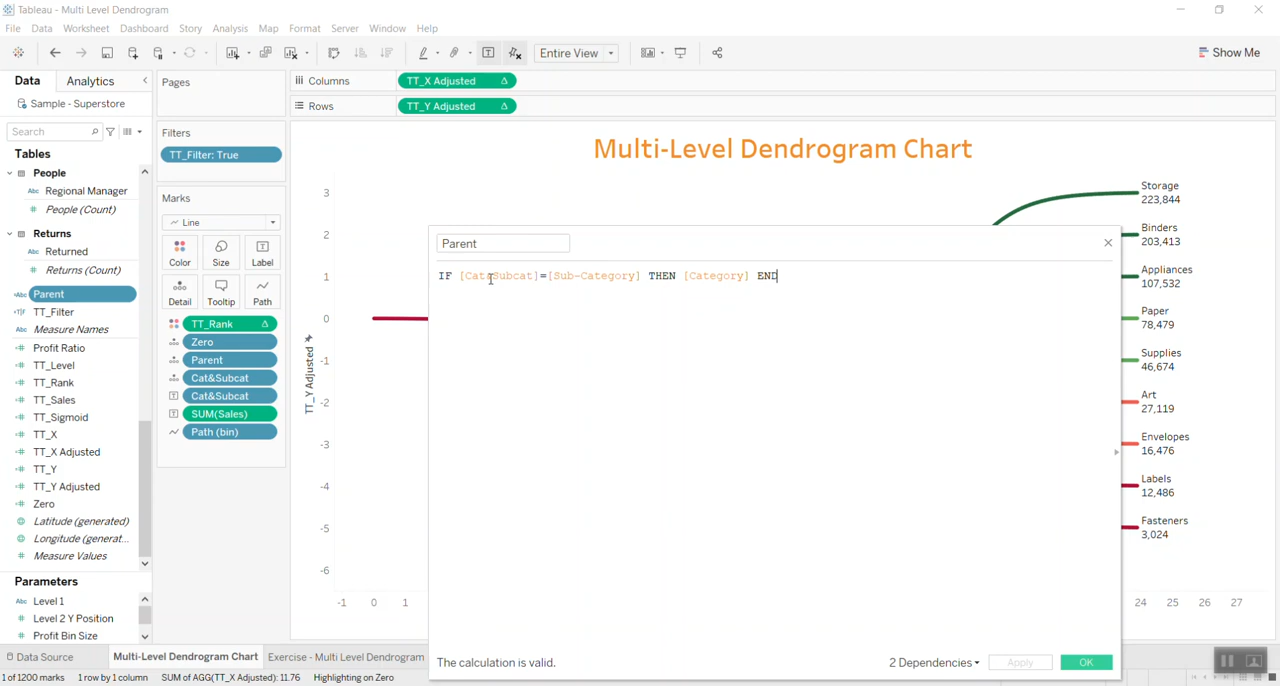 Tableau - Multi Level Dendrogram
File Data Worksheet Dashboard Story Analysis Map Format Server Window Help
Entire View
Show Me
Data Analytics
Sample - Superstore
Search
Tables
People
Abc Regional Manager
# People (Count)
Returns
Abc Returned
# Returns (Count)
Parent
TT_Filter
Abc Measure Names
Profit Ratio
TT_Level
TT_Rank
TT_Sales
TT_Sigmoid
TT_X
TT_X Adjusted
TT_Y
TT_Y Adjusted
Zero
Latitude (generated)
Longitude (generat...
Measure Values
Parameters
Abc Level 1
# Level 2 Y Position
# Profit Bin Size
Pages
Filters
TT_Filter: True
Marks
Line
Color Size Label
Detail Tooltip Path
TT_Rank
Zero
Parent
Cat&Subcat
Cat&Subcat
SUM(Sales)
Path (bin)
Columns TT_X Adjusted
Rows TT_Y Adjusted
Multi-Level Dendrogram Chart
TT_Y Adjusted
3
2
1
0
-1
-2
-3
-4
-5
-6
-1 0 1
24 25 26 27
Storage
223,844
Binders
203,413
Appliances
107,532
Paper
78,479
Supplies
46,674
Art
27,119
Envelopes
16,476
Labels
12,486
Fasteners
3,024
Parent
IF [Cat&Subcat]=[Sub-Category] THEN [Category] END
The calculation is valid.
2 Dependencies
Apply
OK
Data Source Multi-Level Dendrogram Chart Exercise - Multi Level Dendrogram
1 of 1200 marks 1 row by 1 column SUM of AGG(TT_X Adjusted): 11.76 Highlighting on Zero